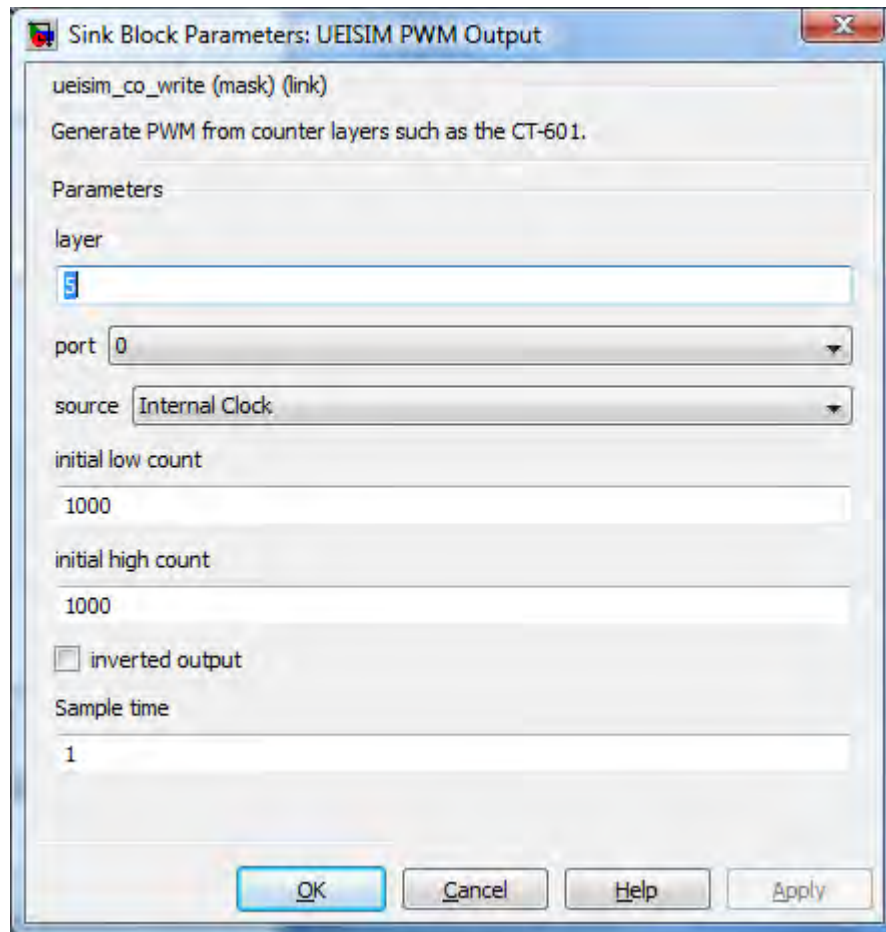 Sink Block Parameters: UEISIM PWM Output
ueisim_co_write (mask) (link)
Generate PWM from counter layers such as the CT-601.
Parameters
layer
5
port 0
source Internal Clock
initial low count
1000
initial high count
1000
inverted output
Sample time
1
OK Cancel Help Apply